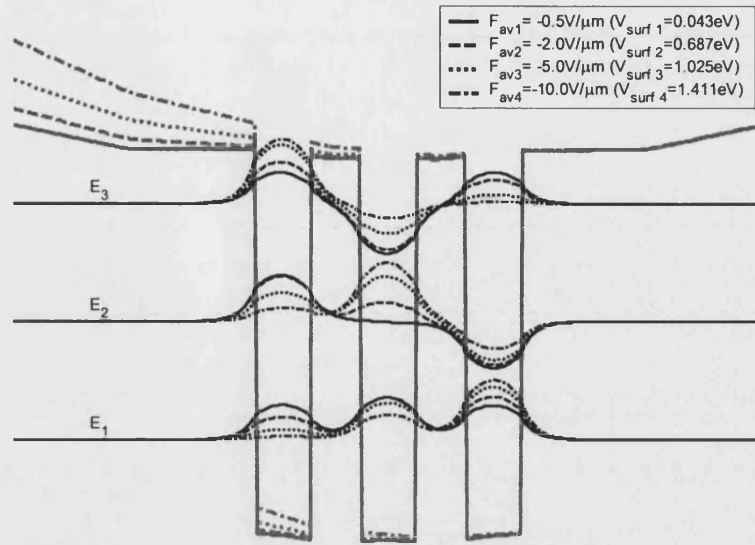 F_av1= -0.5V/μm (V_surf 1=0.043eV)
F_av2= -2.0V/μm (V_surf 2=0.687eV)
F_av3= -5.0V/μm (V_surf 3=1.025eV)
F_av4=-10.0V/μm (V_surf 4=1.411eV)
E_3
E_2
E_1